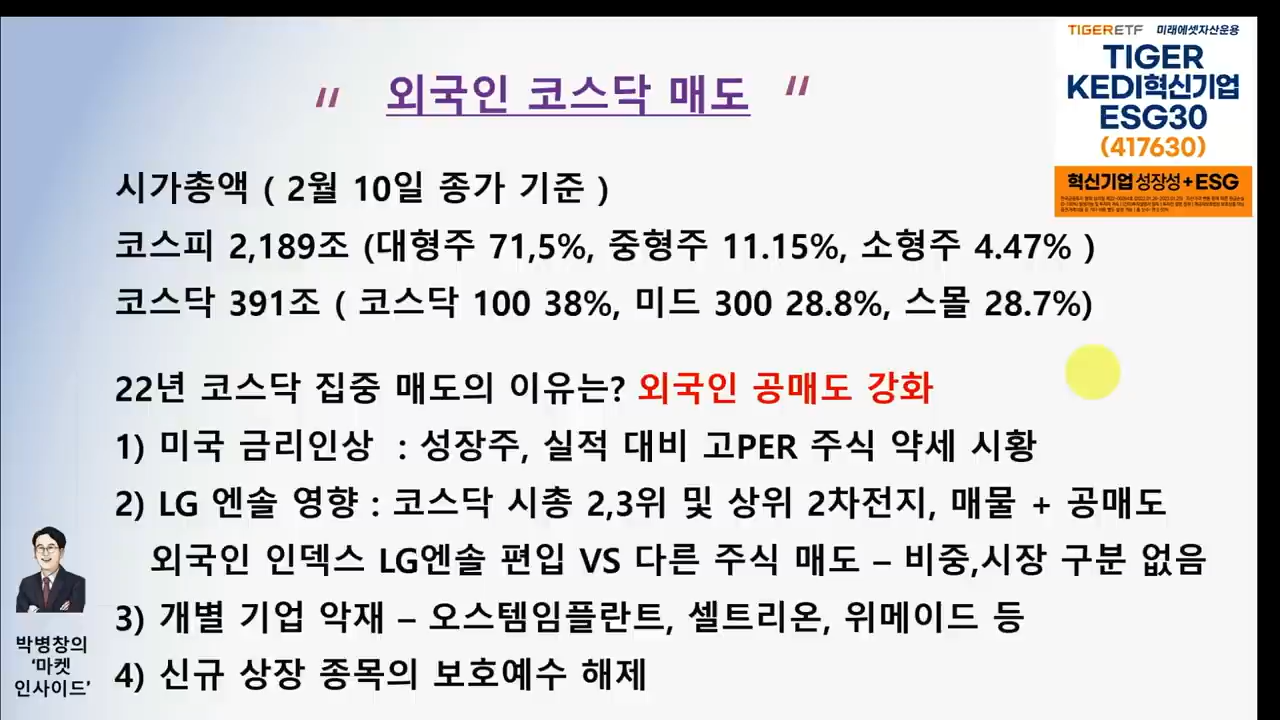 “ 외국인 코스닥 매도 ”
TIGERETF 미래에셋자산운용
TIGER
KEDI혁신기업
ESG30
(417630)
혁신기업 성장성+ESG
시가총액 ( 2월 10일 종가 기준 )
코스피 2,189조 (대형주 71,5%, 중형주 11.15%, 소형주 4.47% )
코스닥 391조 ( 코스닥 100 38%, 미드 300 28.8%, 스몰 28.7%)
22년 코스닥 집중 매도의 이유는? 외국인 공매도 강화
1) 미국 금리인상 : 성장주, 실적 대비 고PER 주식 약세 시황
2) LG 엔솔 영향 : 코스닥 시총 2,3위 및 상위 2차전지, 매물 + 공매도
외국인 인덱스 LG엔솔 편입 VS 다른 주식 매도 – 비중,시장 구분 없음
3) 개별 기업 악재 – 오스템임플란트, 셀트리온, 위메이드 등
4) 신규 상장 종목의 보호예수 해제
박병창의
‘마켓
인사이드’